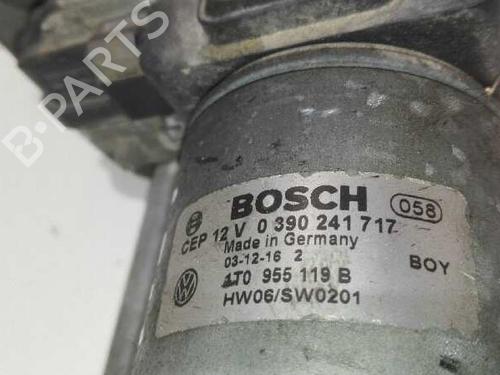 B-PARTS
BOSCH
058
CEP 12 V 0 390 241 717
Made in Germany
03-12-16 2
BOY
1T0 955 119 B
HW06/SW0201